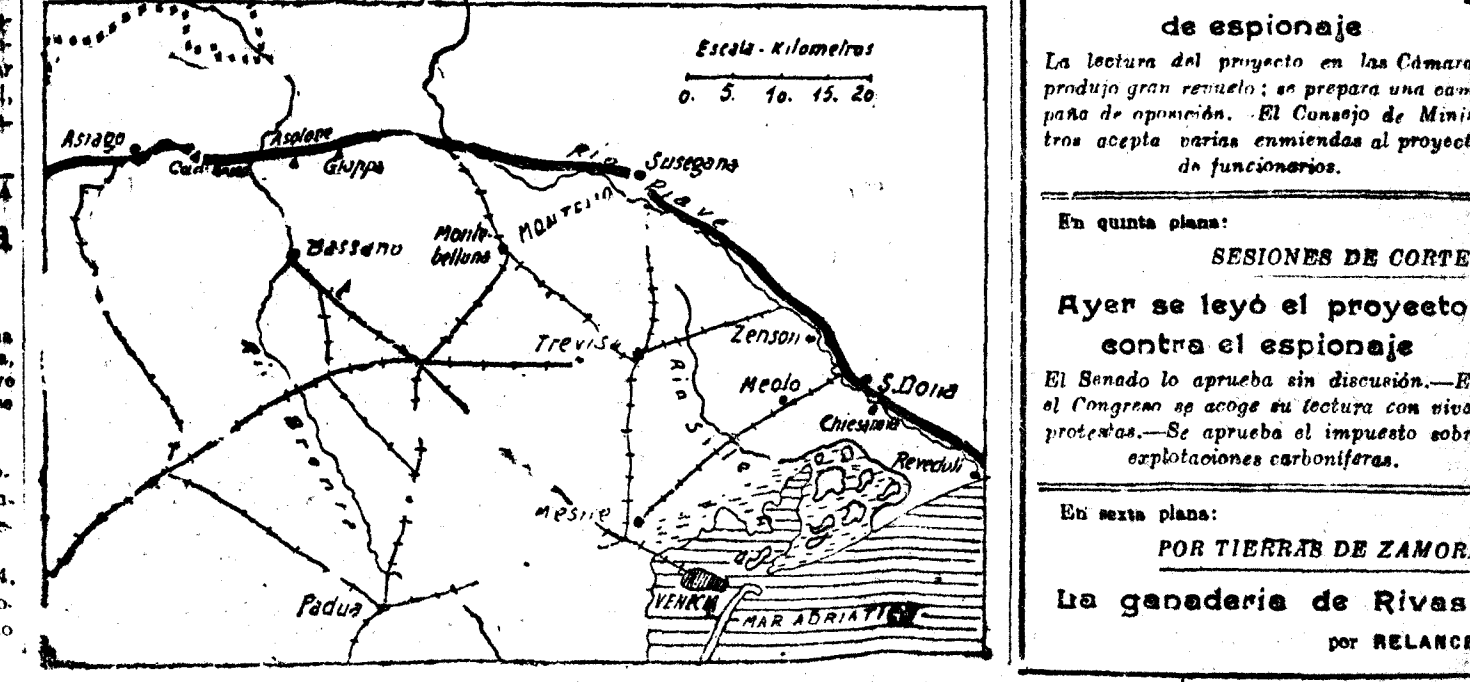 Escala - Kilometros
0. 5. 10. 15. 20
Asiago
Asolone
Grappa
Rio
Susegana
Piave
MONTELLO
Bassano
Monte-
belluna
Treviso
Zenson
Rio Sile
Meolo
S. Dona
Rio Brenta
Revedoli
Mestre
Padua
VENECIA
MAR ADRIATICO
de espionaje
La lectura del proyecto en las Cámara
produjo gran revuelo; se prepara una cam
paña de oposición. -El Consejo de Mini
tros acepta varias enmiendas al proyect
de funcionarios.
En quinta plana:
SESIONES DE CORTE
Ayer se leyó el proyecto
contra el espionaje
El Senado lo aprueba sin discusión.—E
el Congreso se acoge su lectura con viva
protestas.—Se aprueba el impuesto sobr
explotaciones carboníferas.
En sexta plana:
POR TIERRAS DE ZAMOR
La ganadería de Rivas
por RELANCE